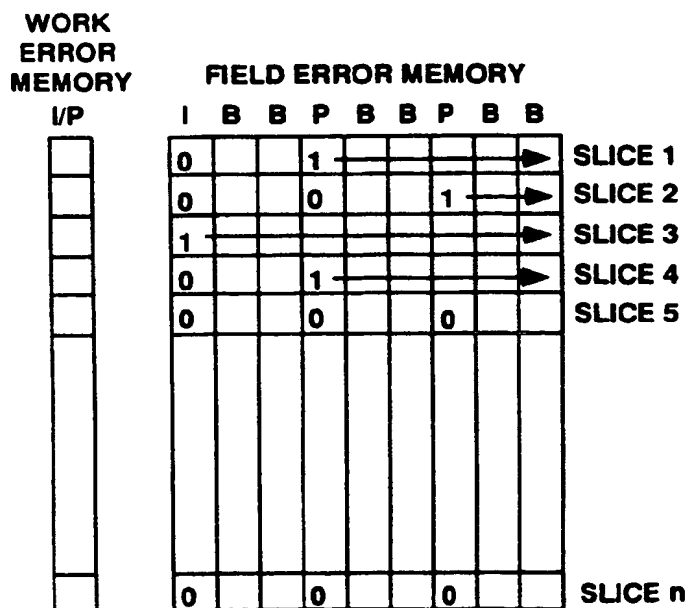 WORK
ERROR
MEMORY
I/P
FIELD ERROR MEMORY
I B B P B B P B B
0 1 SLICE 1
0 0 1 SLICE 2
1 SLICE 3
0 1 SLICE 4
0 0 0 SLICE 5
0 0 0 SLICE n